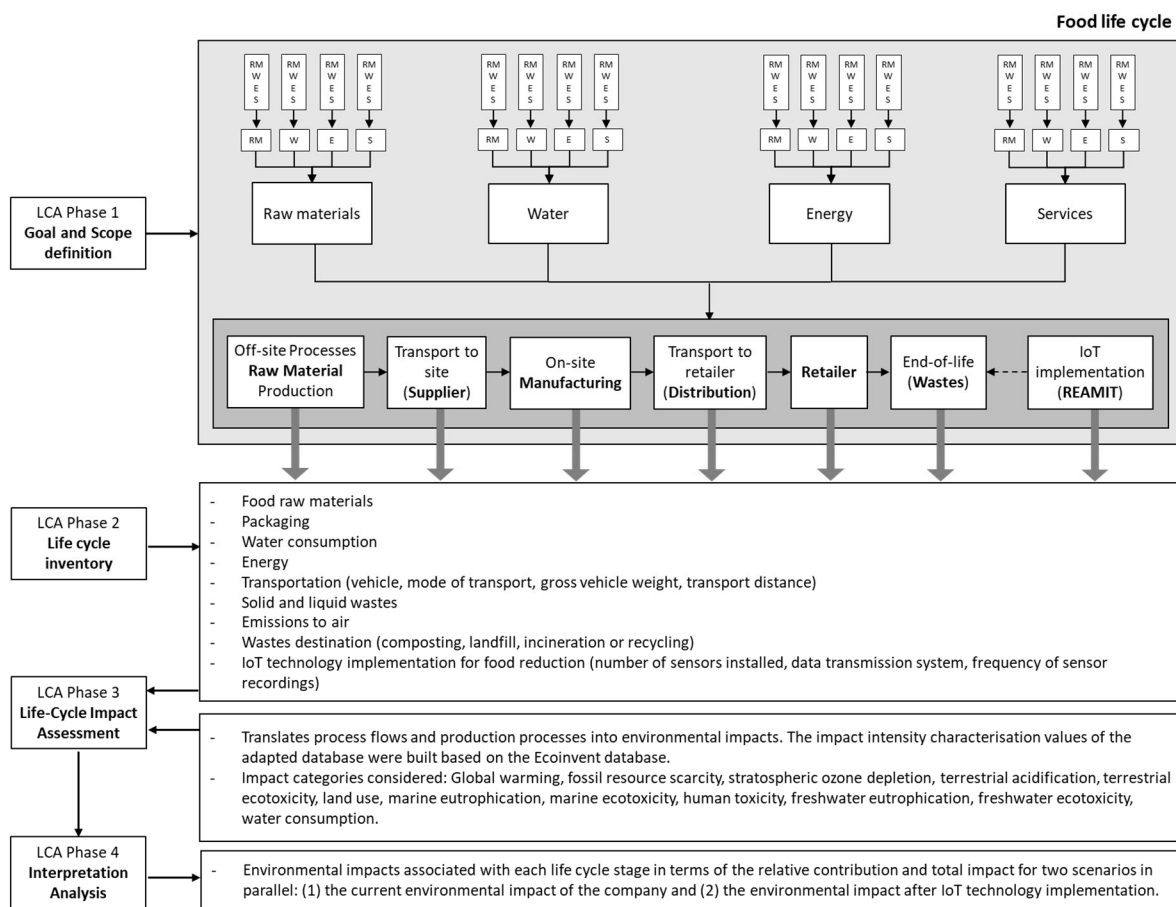 Food life cycle
RM RM RM RM
W W W W
E E E E
S S S S
RM W E S
Raw materials
RM RM RM RM
W W W W
E E E E
S S S S
RM W E S
Water
RM RM RM RM
W W W W
E E E E
S S S S
RM W E S
Energy
RM RM RM RM
W W W W
E E E E
S S S S
RM W E S
Services
LCA Phase 1
Goal and Scope
definition
Off-site Processes
Raw Material
Production
Transport to
site
(Supplier)
On-site
Manufacturing
Transport to
retailer
(Distribution)
Retailer
End-of-life
(Wastes)
IoT
implementation
(REAMIT)
LCA Phase 2
Life cycle
inventory
- Food raw materials
- Packaging
- Water consumption
- Energy
- Transportation (vehicle, mode of transport, gross vehicle weight, transport distance)
- Solid and liquid wastes
- Emissions to air
- Wastes destination (composting, landfill, incineration or recycling)
- IoT technology implementation for food reduction (number of sensors installed, data transmission system, frequency of sensor
recordings)
LCA Phase 3
Life-Cycle Impact
Assessment
- Translates process flows and production processes into environmental impacts. The impact intensity characterisation values of the
adapted database were built based on the Ecoinvent database.
- Impact categories considered: Global warming, fossil resource scarcity, stratospheric ozone depletion, terrestrial acidification, terrestrial
ecotoxicity, land use, marine eutrophication, marine ecotoxicity, human toxicity, freshwater eutrophication, freshwater ecotoxicity,
water consumption.
LCA Phase 4
Interpretation
Analysis
- Environmental impacts associated with each life cycle stage in terms of the relative contribution and total impact for two scenarios in
parallel: (1) the current environmental impact of the company and (2) the environmental impact after IoT technology implementation.